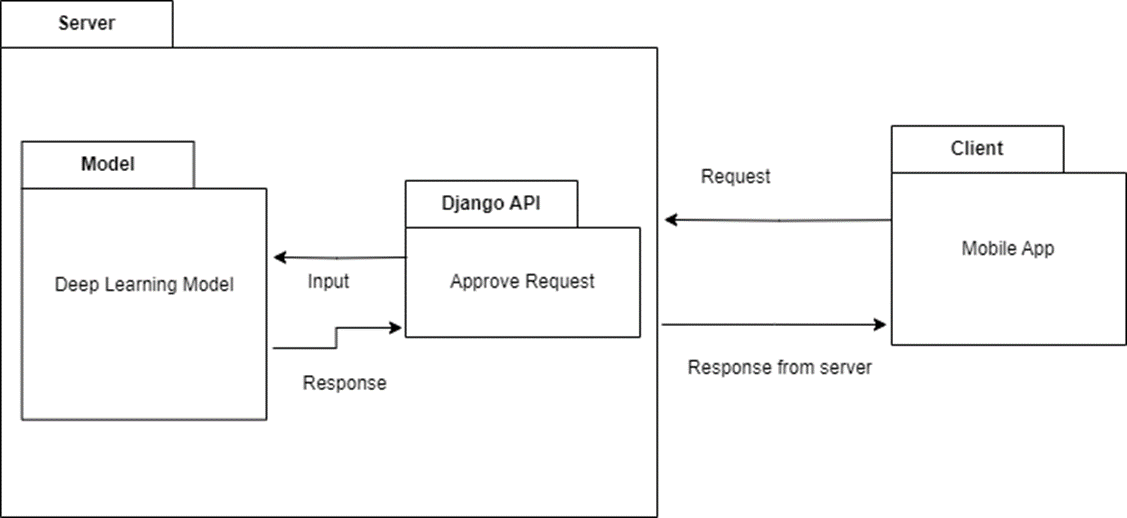 Server
Model
Deep Learning Model
Django API
Approve Request
Input
Response
Request
Response from server
Client
Mobile App